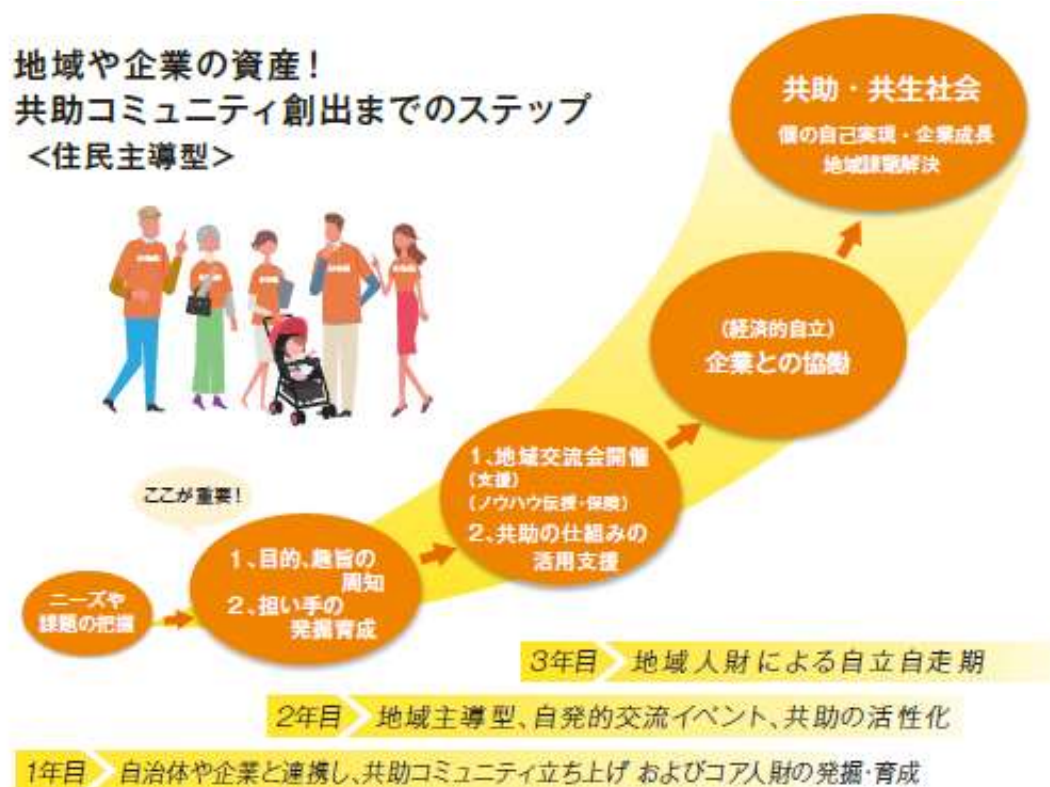 地域や企業の資産！
共助コミュニティ創出までのステップ
<住民主導型>
共助・共生社会
個の自己実現・企業成長
地域課題解決
(経済的自立)
企業との協働
1、地域交流会開催
(支援)
(ノウハウ伝授・保険)
2、共助の仕組みの
活用支援
ここが重要！
1、目的、趣旨の
周知
2、担い手の
発掘育成
ニーズや
課題の把握
3年目 地域人財による自立自走期
2年目 地域主導型、自発的交流イベント、共助の活性化
1年目 自治体や企業と連携し、共助コミュニティ立ち上げ およびコア人財の発掘・育成